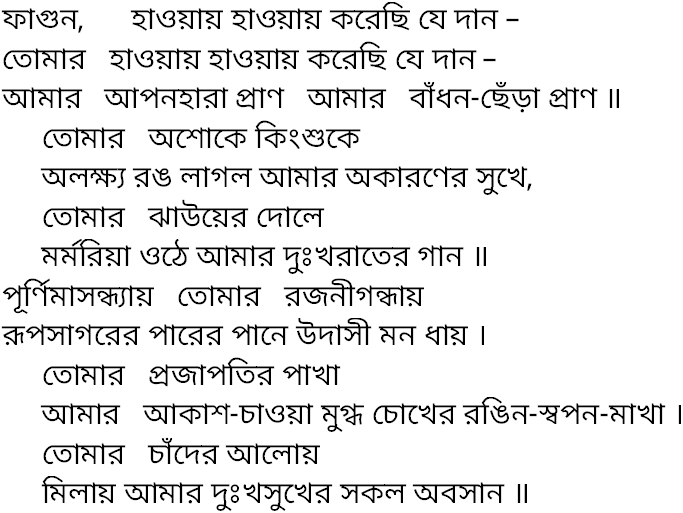 ফাগুন, হাওয়ায় হাওয়ায় করেছি যে দান –
তোমার হাওয়ায় হাওয়ায় করেছি যে দান –
আমার আপনহারা প্রাণ আমার বাঁধন-ছেঁড়া প্রাণ ॥
তোমার অশোকে কিংশুকে
অলক্ষ্য রঙ লাগল আমার অকারণের সুখে,
তোমার ঝাউয়ের দোলে
মর্মরিয়া ওঠে আমার দুঃখরাতের গান ॥
পূর্ণিমাসন্ধ্যায় তোমার রজনীগন্ধায়
রূপসাগরের পারের পানে উদাসী মন ধায় ।
তোমার প্রজাপতির পাখা
আমার আকাশ-চাওয়া মুগ্ধ চোখের রঙিন-স্বপন-মাখা ।
তোমার চাঁদের আলোয়
মিলায় আমার দুঃখসুখের সকল অবসান ॥